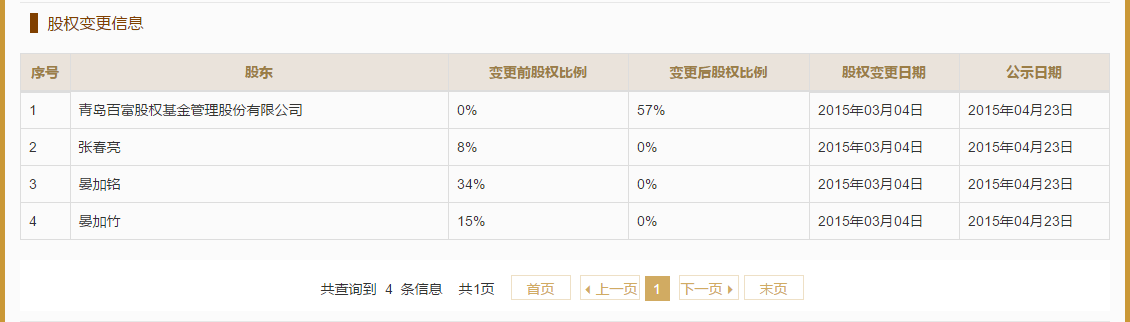 股权变更信息
序号 股东 变更前股权比例 变更后股权比例 股权变更日期 公示日期
1 青岛百富股权基金管理股份有限公司 0% 57% 2015年03月04日 2015年04月23日
2 张春亮 8% 0% 2015年03月04日 2015年04月23日
3 晏加铭 34% 0% 2015年03月04日 2015年04月23日
4 晏加竹 15% 0% 2015年03月04日 2015年04月23日
共查询到 4 条信息 共1页 首页 上一页 1 下一页 末页